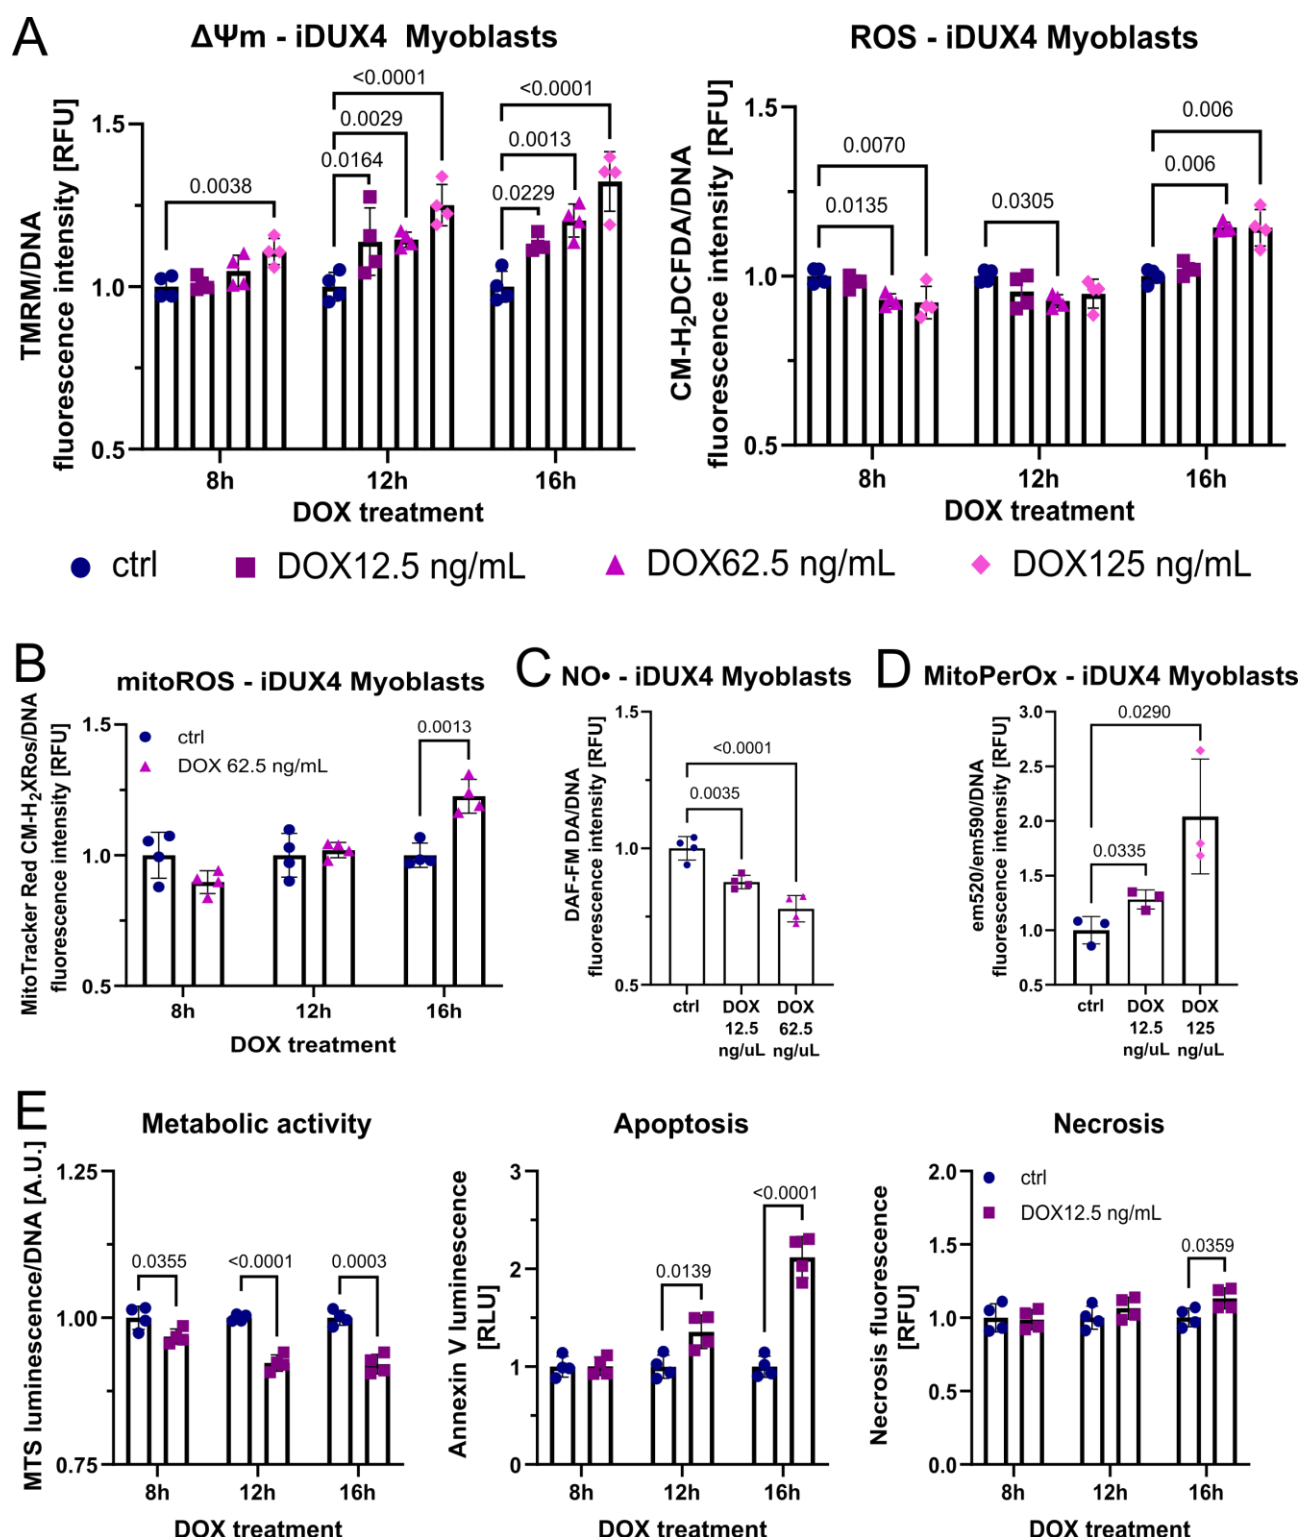 A
ΔΨm - iDUX4 Myoblasts
TMRM/DNA
fluorescence intensity [RFU]
1.5
1.0
0.5
0.0038
<0.0001
0.0029
0.0164
<0.0001
0.0013
0.0229
8h
12h
16h
DOX treatment
ROS - iDUX4 Myoblasts
CM-H₂DCFDA/DNA
fluorescence intensity [RFU]
1.5
1.0
0.5
0.0070
0.0135
0.0305
0.006
0.006
8h
12h
16h
DOX treatment
ctrl
DOX12.5 ng/mL
DOX62.5 ng/mL
DOX125 ng/mL
B
mitoROS - iDUX4 Myoblasts
MitoTracker Red CM-H₂XRos/DNA
fluorescence intensity [RFU]
1.5
1.0
0.5
ctrl
DOX 62.5 ng/mL
0.0013
8h
12h
16h
DOX treatment
C
NO• - iDUX4 Myoblasts
DAF-FM DA/DNA
fluorescence intensity [RFU]
1.5
1.0
0.5
<0.0001
0.0035
ctrl
DOX
12.5
ng/uL
DOX
62.5
ng/uL
D
MitoPerOx - iDUX4 Myoblasts
em520/em590/DNA
fluorescence intensity [RFU]
3.0
2.5
2.0
1.5
1.0
0.5
0.0290
0.0335
ctrl
DOX
12.5
ng/uL
DOX
125
ng/uL
E
Metabolic activity
MTS luminescence/DNA [A.U.]
1.25
1.00
0.75
0.0355
<0.0001
0.0003
8h
12h
16h
DOX treatment
Apoptosis
Annexin V luminescence
[RLU]
3
2
1
0
0.0139
<0.0001
8h
12h
16h
DOX treatment
Necrosis
Necrosis fluorescence
[RFU]
2.0
1.5
1.0
0.5
0.0
ctrl
DOX12.5 ng/mL
0.0359
8h
12h
16h
DOX treatment